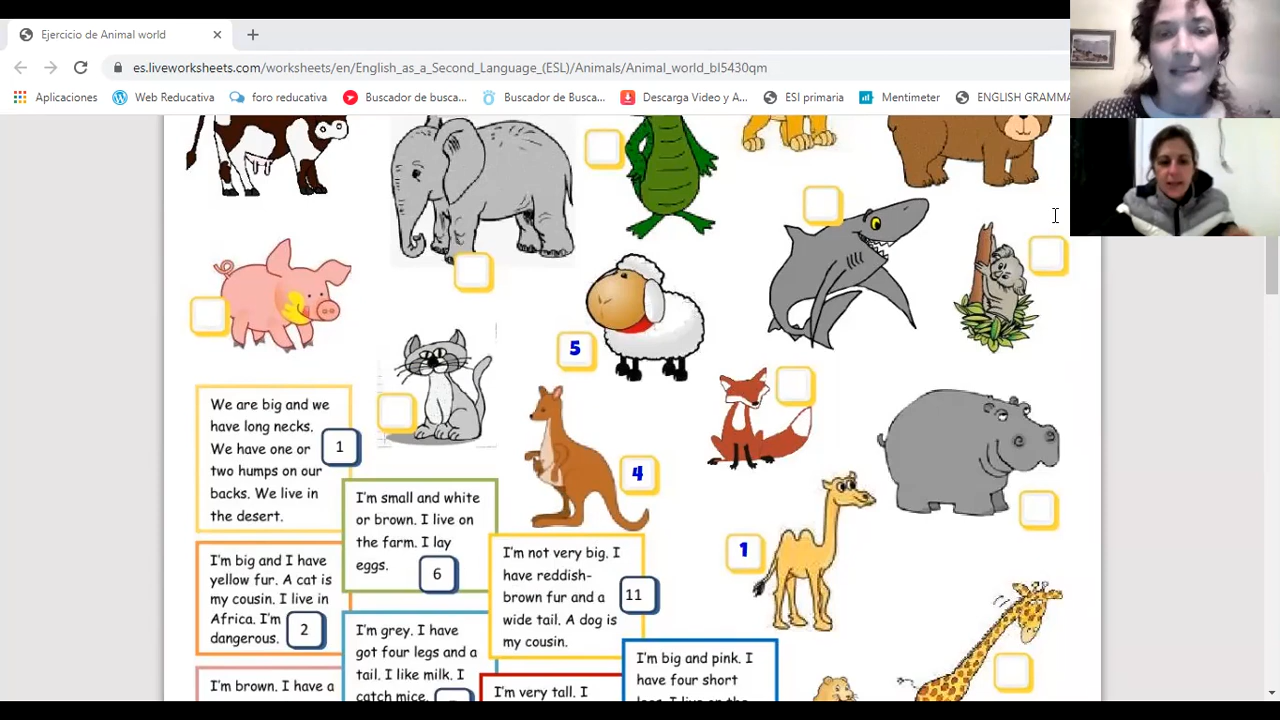 Ejercicio de Animal world
es.liveworksheets.com/worksheets/en/English_as_a_Second_Language_(ESL)/Animals/Animal_world_bl5430qm
Aplicaciones
Web Reducativa
foro reducativa
Buscador de busca...
Buscador de Busca...
Descarga Video y A...
ESI primaria
Mentimeter
ENGLISH GRAMMA
5
4
1
We are big and we
have long necks.
We have one or
two humps on our
backs. We live in
the desert.
1
I'm small and white
or brown. I live on
the farm. I lay
eggs.
6
I'm not very big. I
have reddish-
brown fur and a
wide tail. A dog is
my cousin.
11
I'm big and I have
yellow fur. A cat is
my cousin. I live in
Africa. I'm
dangerous.
2
I'm grey. I have
got four legs and a
tail. I like milk. I
catch mice.
I'm big and pink. I
have four short
I'm brown. I have a
I'm very tall. I